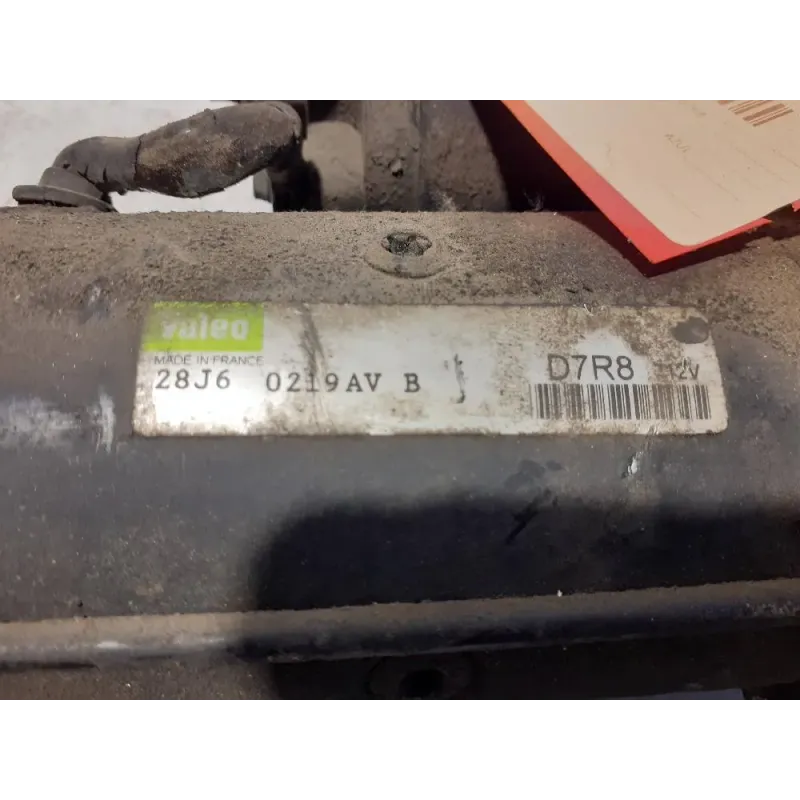 Valeo
MADE IN FRANCE
28J6 0219AV B
D7R8 12V